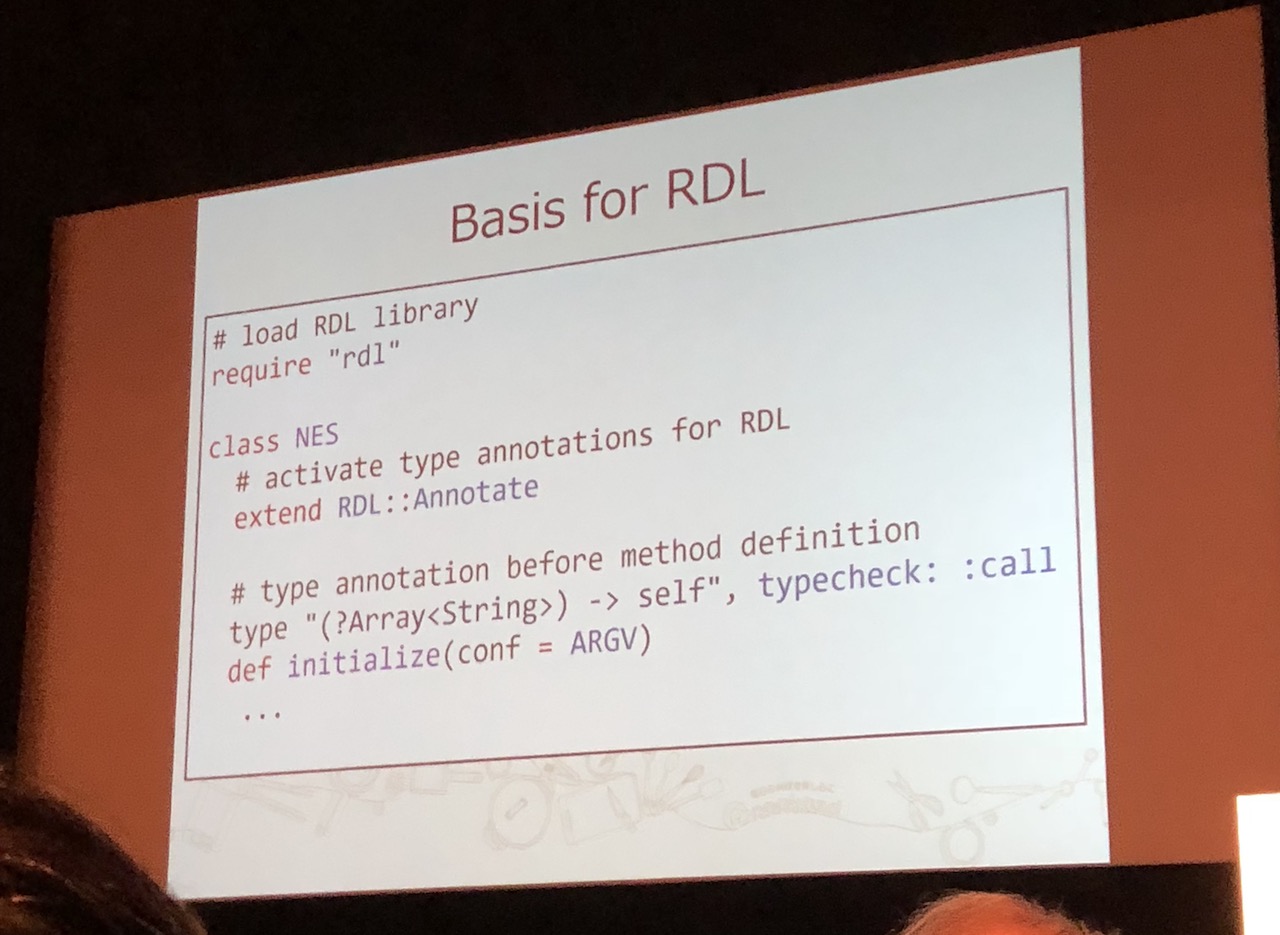 Basis for RDL
# load RDL library
require "rdl"
class NES
# activate type annotations for RDL
extend RDL::Annotate
# type annotation before method definition
type "(?Array<String>) -> self", typecheck: :call
def initialize(conf = ARGV)
...